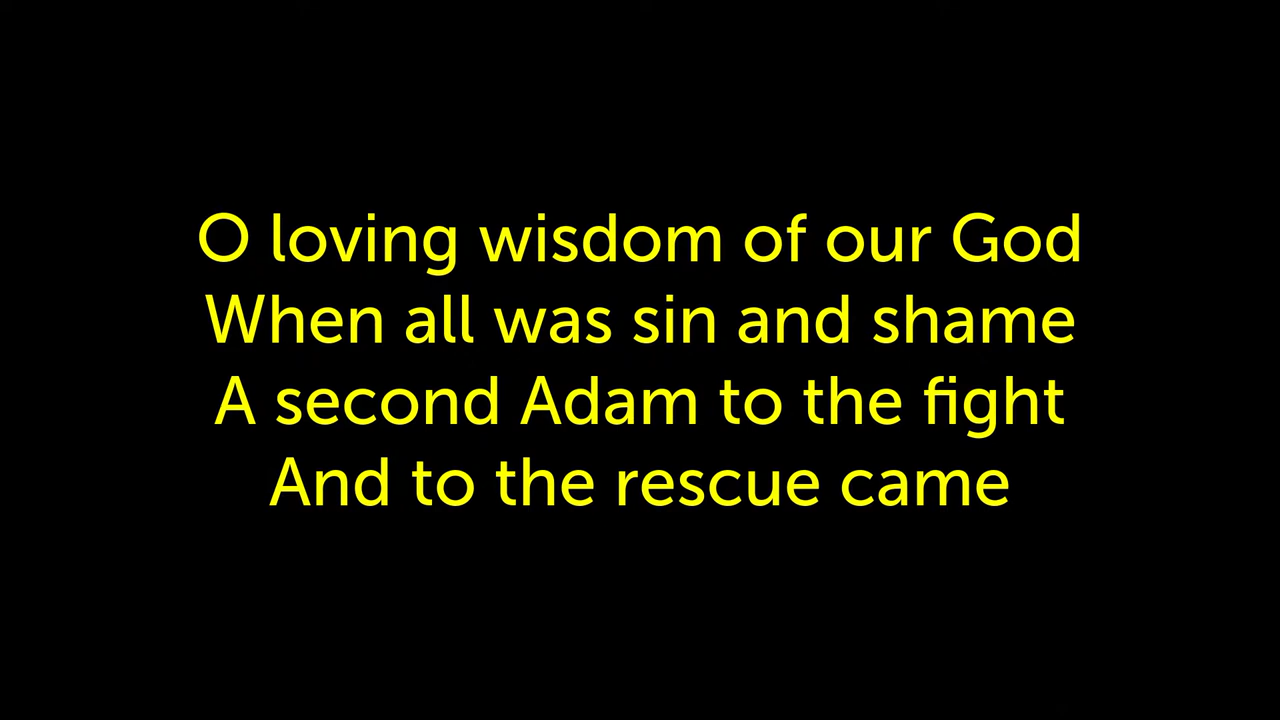 O loving wisdom of our God
When all was sin and shame
A second Adam to the fight
And to the rescue came